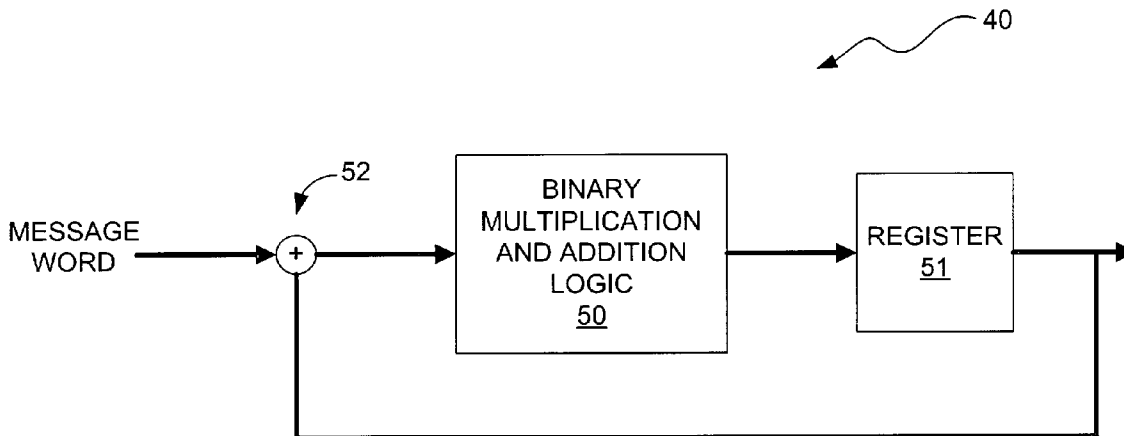 40
52
MESSAGE
WORD
+
BINARY
MULTIPLICATION
AND ADDITION
LOGIC
50
REGISTER
51